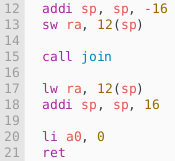 12 addi sp, sp, -16
13 sw ra, 12(sp)
14
15 call join
16
17 lw ra, 12(sp)
18 addi sp, sp, 16
19
20 li a0, 0
21 ret